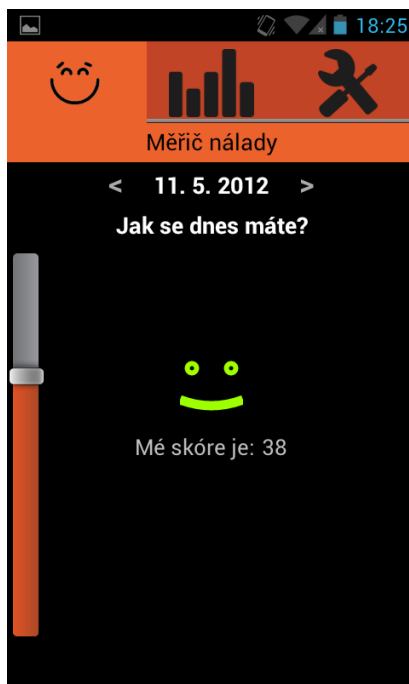 18:25
Měřič nálady
< 11. 5. 2012 >
Jak se dnes máte?
Mé skóre je: 38